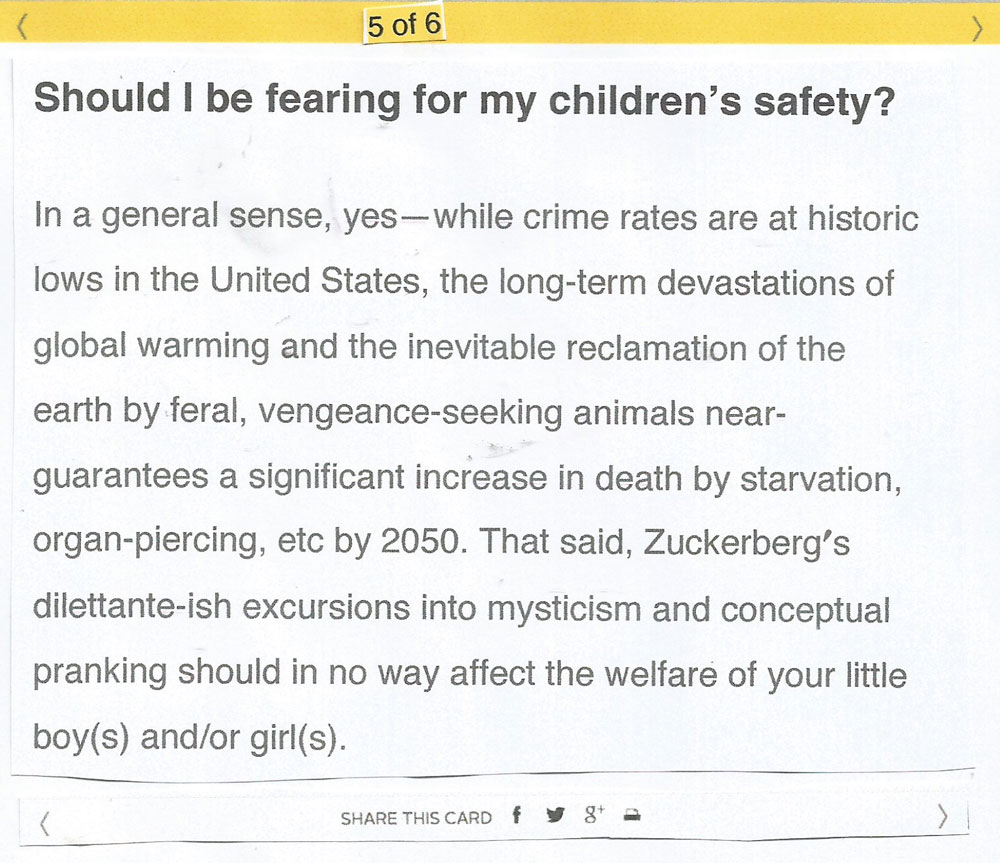 5 of 6
Should I be fearing for my children’s safety?
In a general sense, yes—while crime rates are at historic
lows in the United States, the long-term devastations of
global warming and the inevitable reclamation of the
earth by feral, vengeance-seeking animals near-
guarantees a significant increase in death by starvation,
organ-piercing, etc by 2050. That said, Zuckerberg's
dilettante-ish excursions into mysticism and conceptual
pranking should in no way affect the welfare of your little
boy(s) and/or girl(s).
SHARE THIS CARD f g+